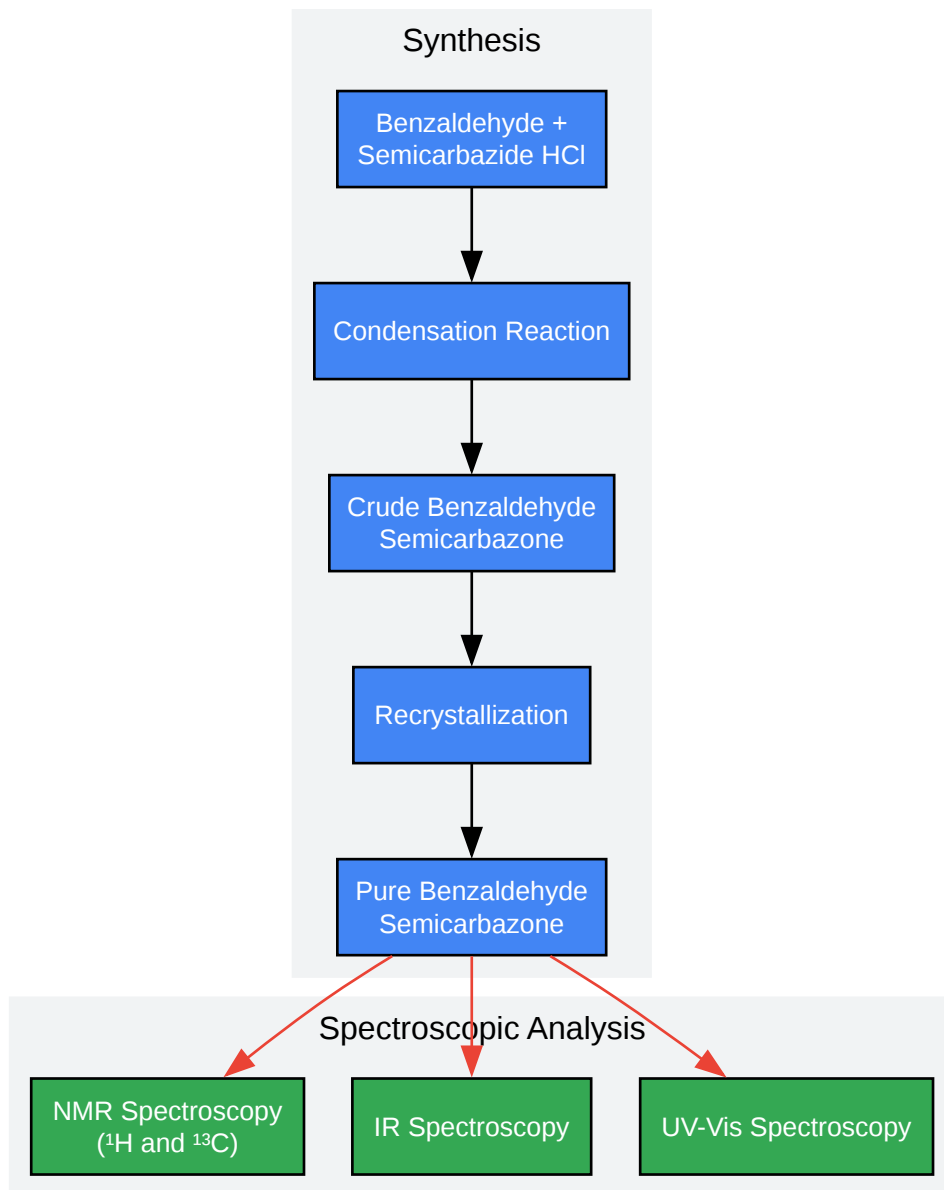 Synthesis
Benzaldehyde +
Semicarbazide HCl
Condensation Reaction
Crude Benzaldehyde
Semicarbazone
Recrystallization
Pure Benzaldehyde
Semicarbazone
Spectroscopic Analysis
NMR Spectroscopy
(¹H and ¹³C)
IR Spectroscopy
UV-Vis Spectroscopy